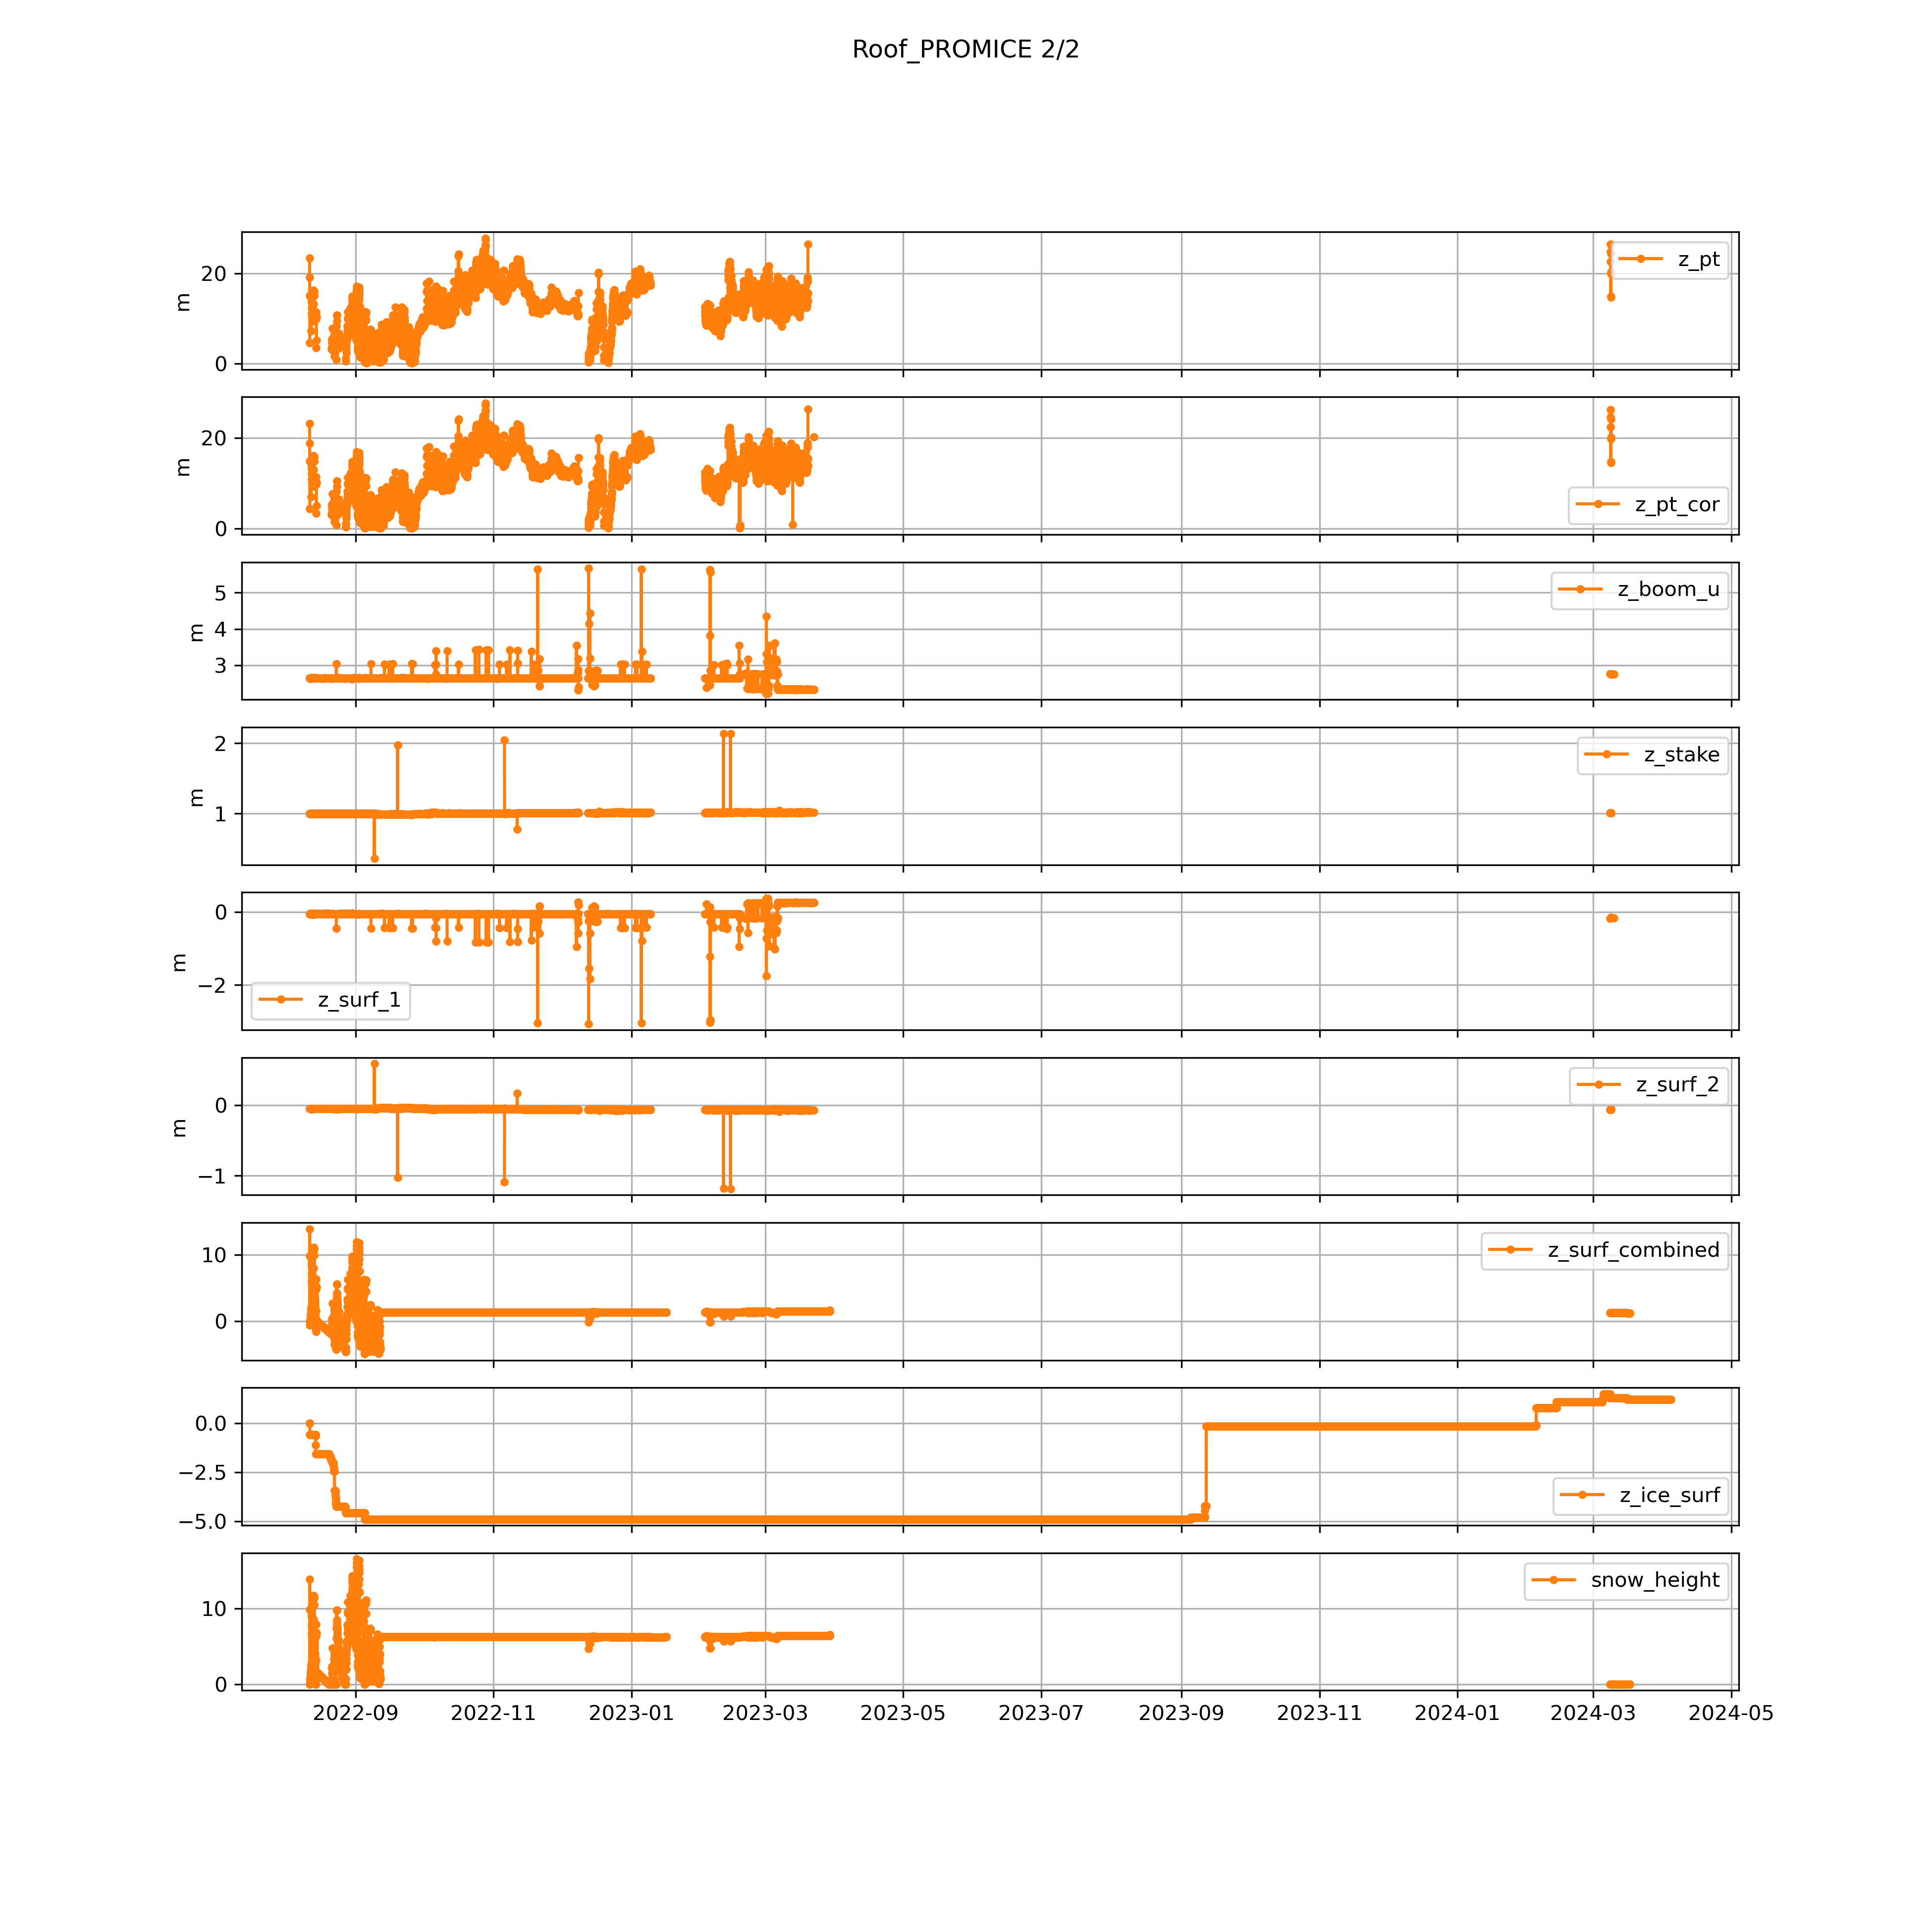 Roof_PROMICE 2/2
20
0
m
z_pt
20
0
m
z_pt_cor
5
4
3
m
z_boom_u
2
1
m
z_stake
0
−2
m
z_surf_1
0
−1
m
z_surf_2
10
0
z_surf_combined
0.0
−2.5
−5.0
z_ice_surf
10
0
snow_height
2022-09 2022-11 2023-01 2023-03 2023-05 2023-07 2023-09 2023-11 2024-01 2024-03 2024-05